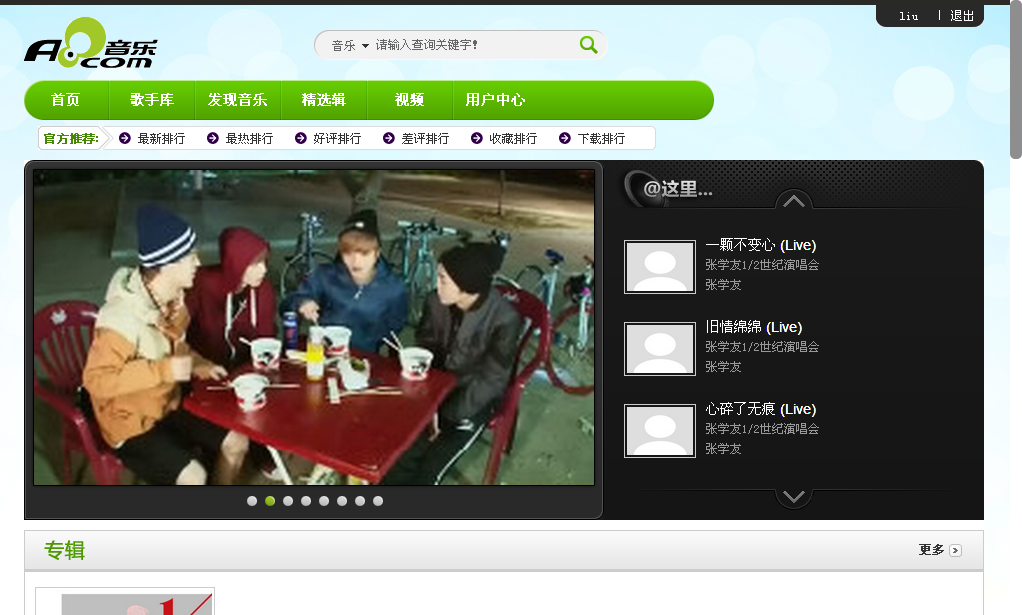 liu | 退出
A8音乐
.com
音乐 请输入查询关键字!
首页 歌手库 发现音乐 精选辑 视频 用户中心
官方推荐: 最新排行 最热排行 好评排行 差评排行 收藏排行 下载排行
@这里...
一颗不变心 (Live)
张学友1/2世纪演唱会
张学友
旧情绵绵 (Live)
张学友1/2世纪演唱会
张学友
心碎了无痕 (Live)
张学友1/2世纪演唱会
张学友
专辑 更多